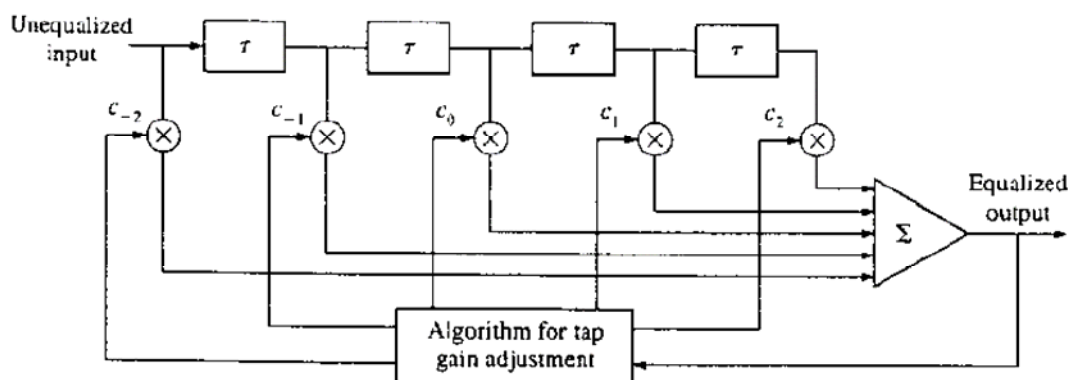 Unequalized
input
τ
τ
τ
τ
c₋₂
c₋₁
c₀
c₁
c₂
Equalized
output
Σ
Algorithm for tap
gain adjustment